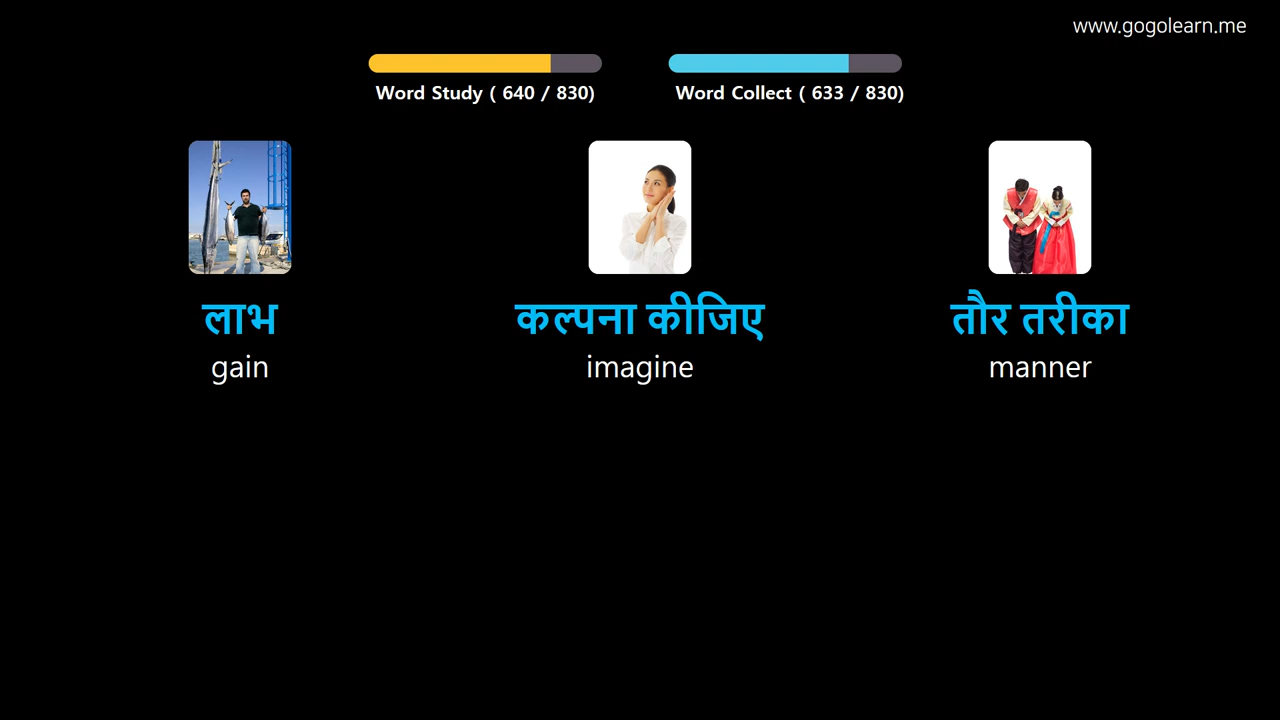 www.gogolearn.me
Word Study ( 640 / 830)
Word Collect ( 633 / 830)
लाभ
gain
कल्पना कीजिए
imagine
तौर तरीका
manner